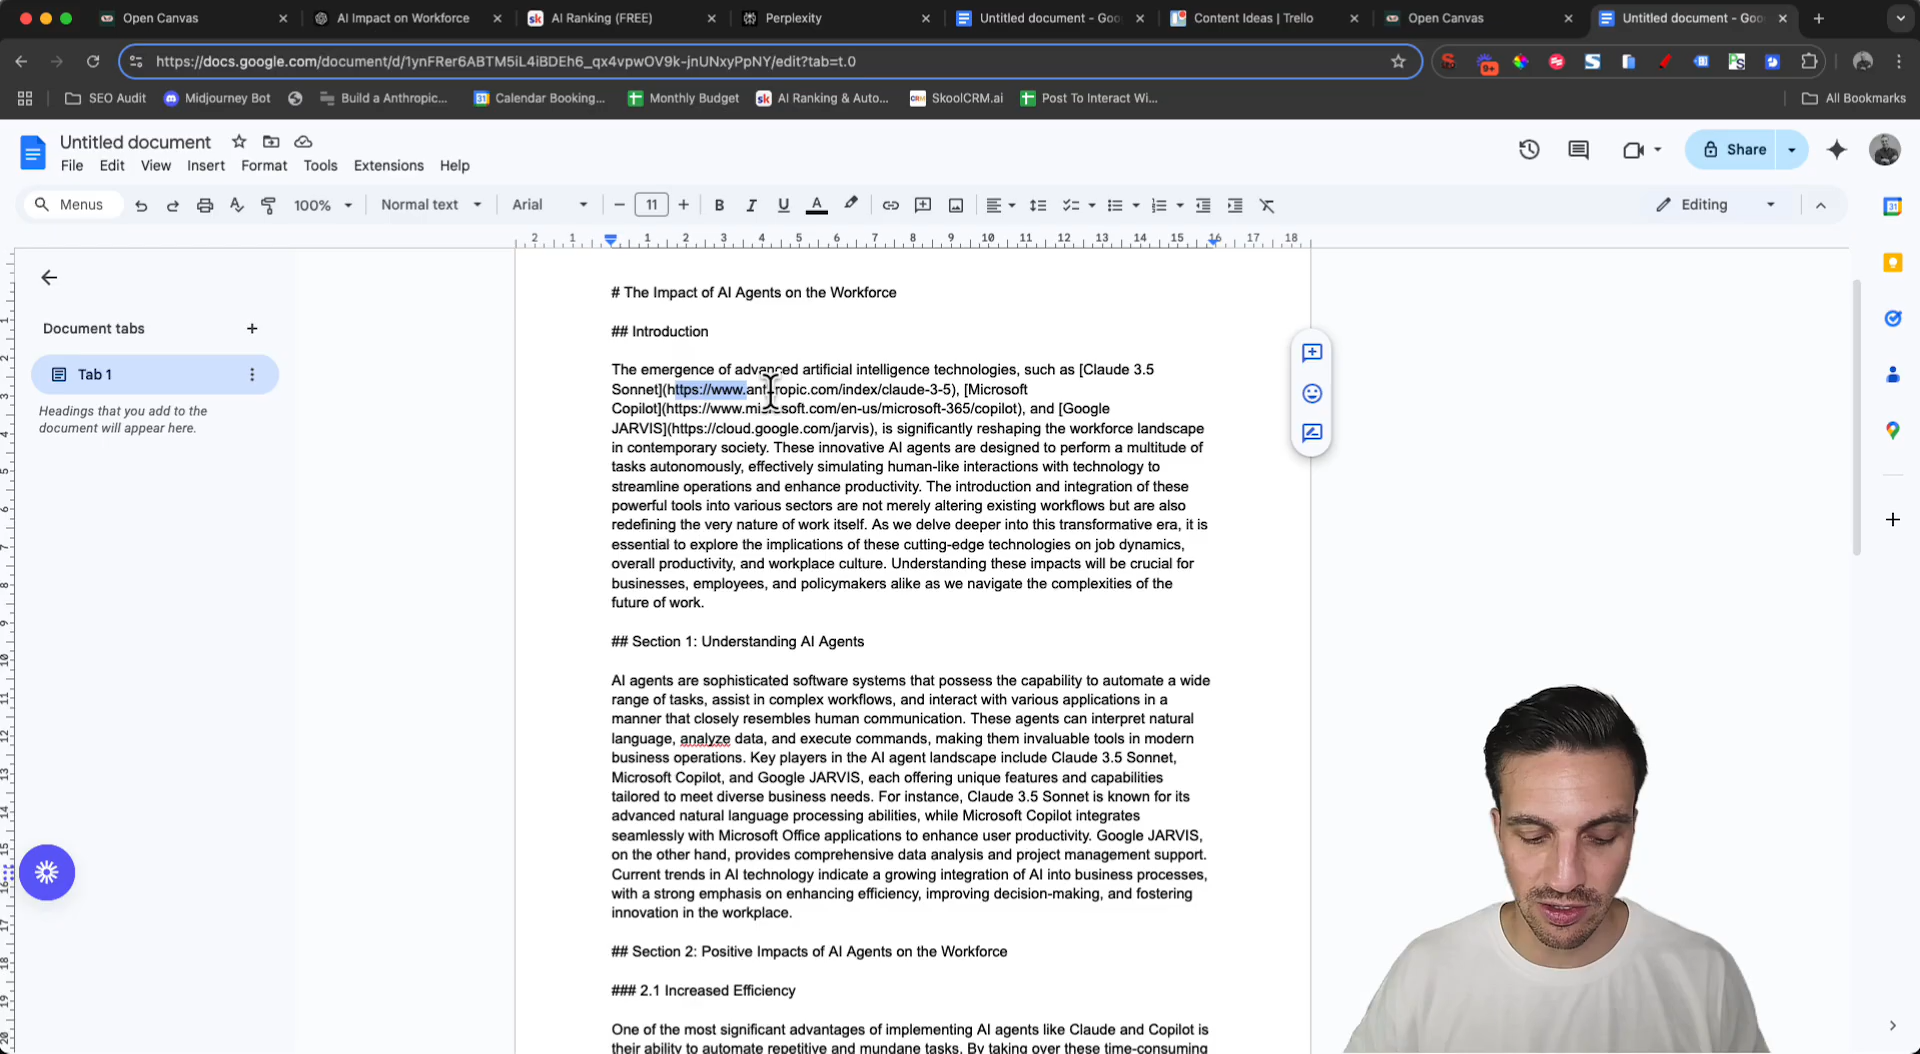 Open Canvas
AI Impact on Workforce
AI Ranking (FREE)
Perplexity
Untitled document - Goo
Content Ideas | Trello
Open Canvas
Untitled document - Goo
https://docs.google.com/document/d/1ynFRer6ABTM5iL4iBDEh6_qx4vpwOV9k-jnUNxyPpNY/edit?tab=t.0
9+
SEO Audit
Midjourney Bot
Build a Anthropic...
Calendar Booking...
Monthly Budget
sk AI Ranking & Auto...
CRM SkoolCRM.ai
Post To Interact Wi...
All Bookmarks
Untitled document
File Edit View Insert Format Tools Extensions Help
Share
Menus
100%
Normal text
Arial
11
B I U A
Editing
2 1 1 2 3 4 5 6 7 8 9 10 11 12 13 14 15 16 17 18
Document tabs
Tab 1
Headings that you add to the
document will appear here.
# The Impact of AI Agents on the Workforce
## Introduction
The emergence of advanced artificial intelligence technologies, such as [Claude 3.5
Sonnet](https://www.anthropic.com/index/claude-3-5), [Microsoft
Copilot](https://www.microsoft.com/en-us/microsoft-365/copilot), and [Google
JARVIS](https://cloud.google.com/jarvis), is significantly reshaping the workforce landscape
in contemporary society. These innovative AI agents are designed to perform a multitude of
tasks autonomously, effectively simulating human-like interactions with technology to
streamline operations and enhance productivity. The introduction and integration of these
powerful tools into various sectors are not merely altering existing workflows but are also
redefining the very nature of work itself. As we delve deeper into this transformative era, it is
essential to explore the implications of these cutting-edge technologies on job dynamics,
overall productivity, and workplace culture. Understanding these impacts will be crucial for
businesses, employees, and policymakers alike as we navigate the complexities of the
future of work.
## Section 1: Understanding AI Agents
AI agents are sophisticated software systems that possess the capability to automate a wide
range of tasks, assist in complex workflows, and interact with various applications in a
manner that closely resembles human communication. These agents can interpret natural
language, analyze data, and execute commands, making them invaluable tools in modern
business operations. Key players in the AI agent landscape include Claude 3.5 Sonnet,
Microsoft Copilot, and Google JARVIS, each offering unique features and capabilities
tailored to meet diverse business needs. For instance, Claude 3.5 Sonnet is known for its
advanced natural language processing abilities, while Microsoft Copilot integrates
seamlessly with Microsoft Office applications to enhance user productivity. Google JARVIS,
on the other hand, provides comprehensive data analysis and project management support.
Current trends in AI technology indicate a growing integration of AI into business processes,
with a strong emphasis on enhancing efficiency, improving decision-making, and fostering
innovation in the workplace.
## Section 2: Positive Impacts of AI Agents on the Workforce
### 2.1 Increased Efficiency
One of the most significant advantages of implementing AI agents like Claude and Copilot is
their ability to automate repetitive and mundane tasks. By taking over these time-consuming